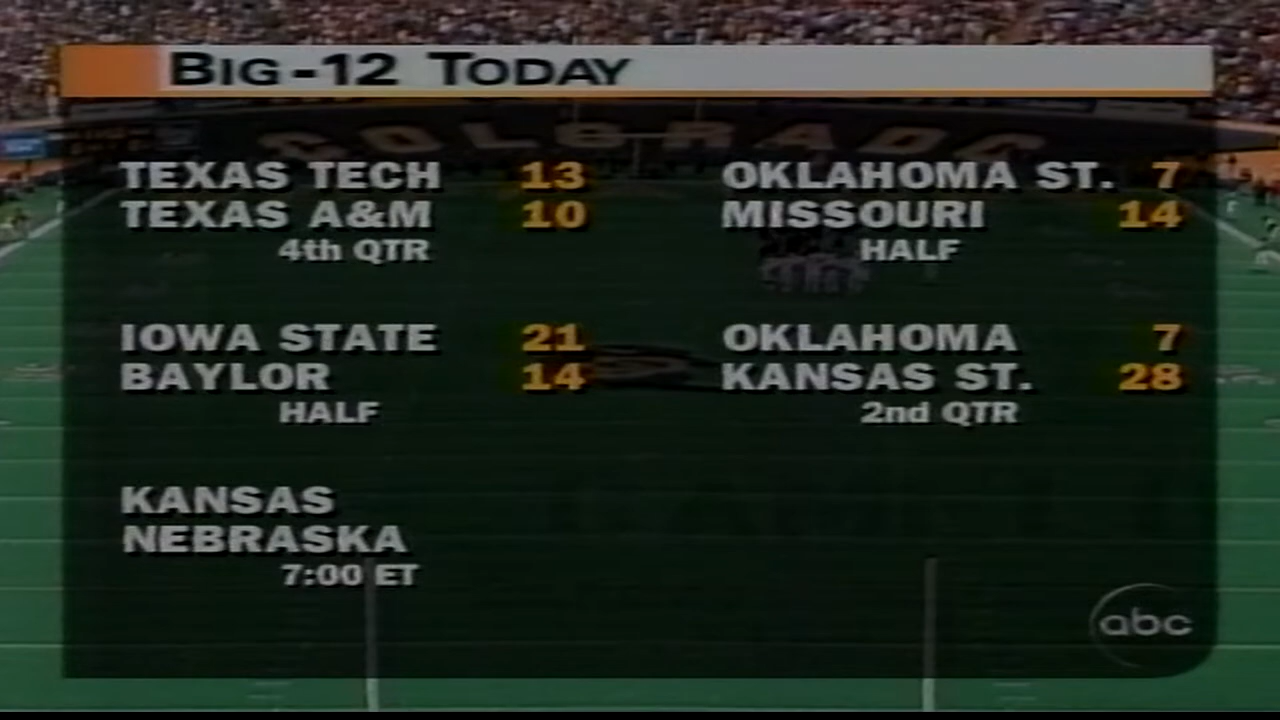 BIG-12 TODAY
COLORADO
TEXAS TECH 13
TEXAS A&M 10
4th QTR
OKLAHOMA ST. 7
MISSOURI 14
HALF
IOWA STATE 21
BAYLOR 14
HALF
OKLAHOMA 7
KANSAS ST. 28
2nd QTR
KANSAS
NEBRASKA
7:00 ET
abc